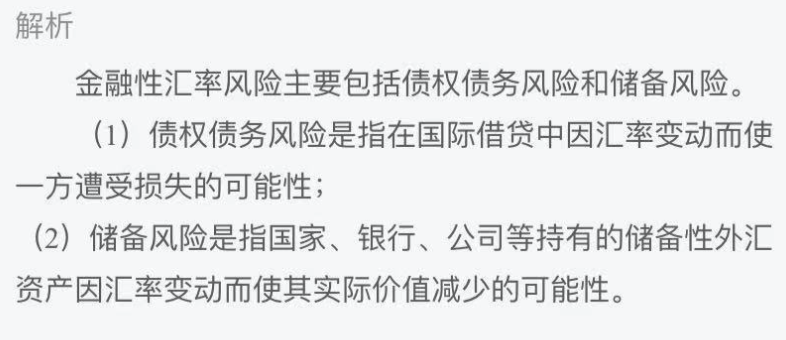 解析
金融性汇率风险主要包括债权债务风险和储备风险。
（1）债权债务风险是指在国际借贷中因汇率变动而使
一方遭受损失的可能性；
（2）储备风险是指国家、银行、公司等持有的储备性外汇
资产因汇率变动而使其实际价值减少的可能性。